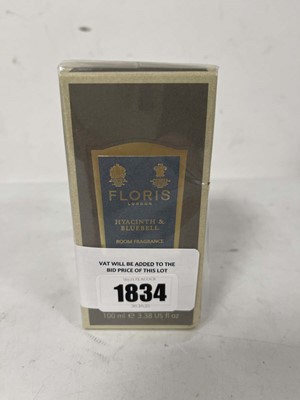 FLORIS
LONDON
HYACINTH &
BLUEBELL
ROOM FRAGRANCE
VAT WILL BE ADDED TO THE
BID PRICE OF THIS LOT
1834
100 ml ℮ 3.38 US fl oz